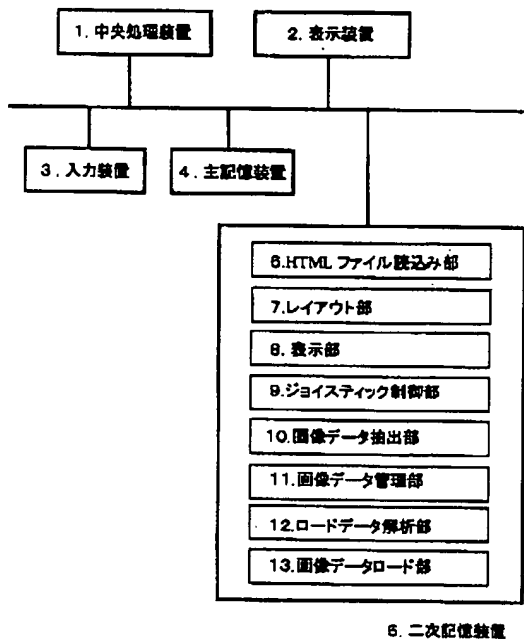 1. 中央処理装置
2. 表示装置
3. 入力装置
4. 主記憶装置
6.HTML ファイル読込み部
7.レイアウト部
8. 表示部
9.ジョイスティック制御部
10.画像データ抽出部
11.画像データ管理部
12.ロードデータ解析部
13.画像データロード部
5. 二次記憶装置